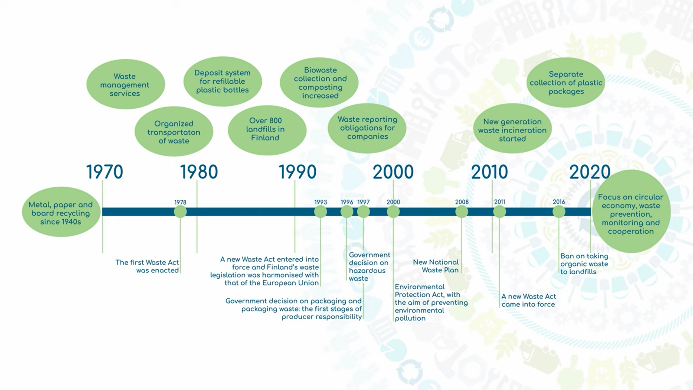 Waste
management
services
Deposit system
for refillable
plastic bottles
Biowaste
collection and
composting
increased
Separate
collection of plastic
packages
Organized
transportaton
of waste
Over 800
landfills in
Finland
Waste reporting
obligations for
companies
New generation
waste incineration
started
1970
1980
1990
2000
2010
2020
Metal, paper and
board recycling
since 1940s
1978
1993
1996
1997
2000
2008
2011
2016
Focus on circular
economy, waste
prevention,
monitoring and
cooperation
The first Waste Act
was enacted
A new Waste Act entered into
force and Finland's waste
legislation was harmonised with
that of the European Union
Government
decision on
hazardous
waste
New National
Waste Plan
Ban on taking
organic waste
to landfills
Government decision on packaging and
packaging waste: the first stages of
producer responsibility
Environmental
Protection Act, with
the aim of preventing
environmental
pollution
A new Waste Act
came into force